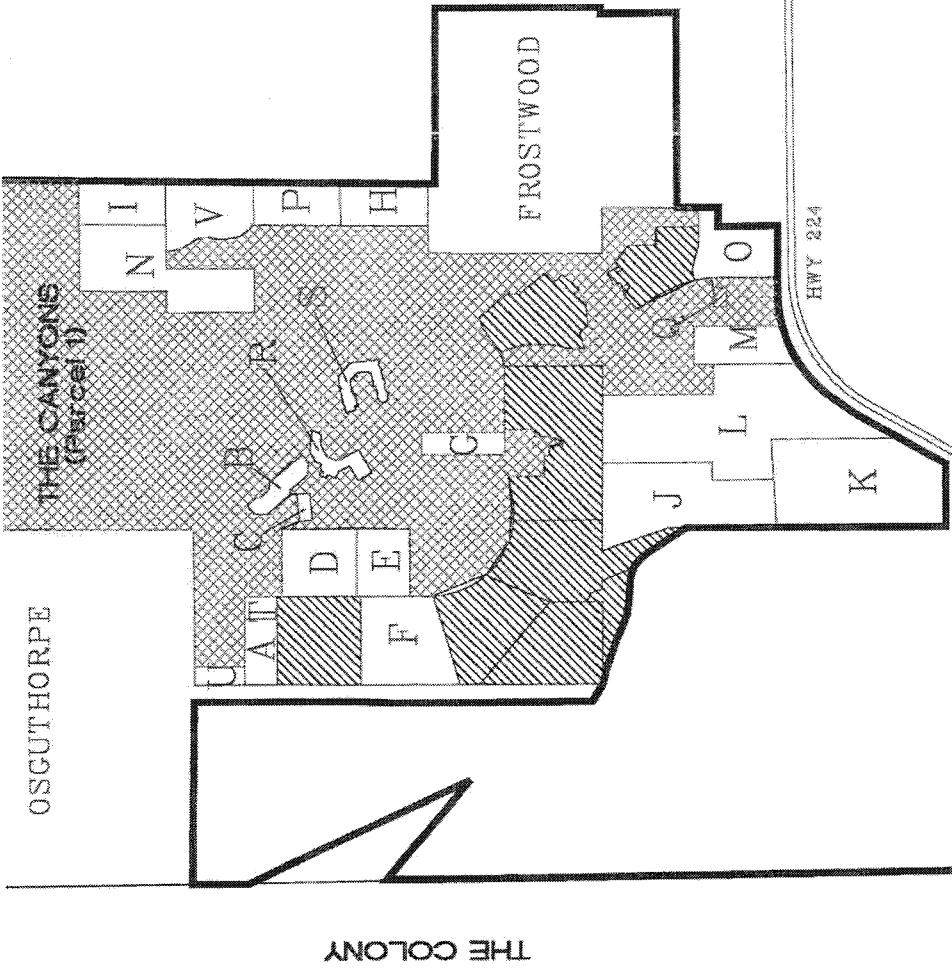 THE CANYONS
(Parcel 1)
OSGUTHORPE
FROSTWOOD
THE COLONY
HWY 224
I
V
P
H
N
S
R
B
C
D
E
G
F
U
A
T
O
M
L
J
K